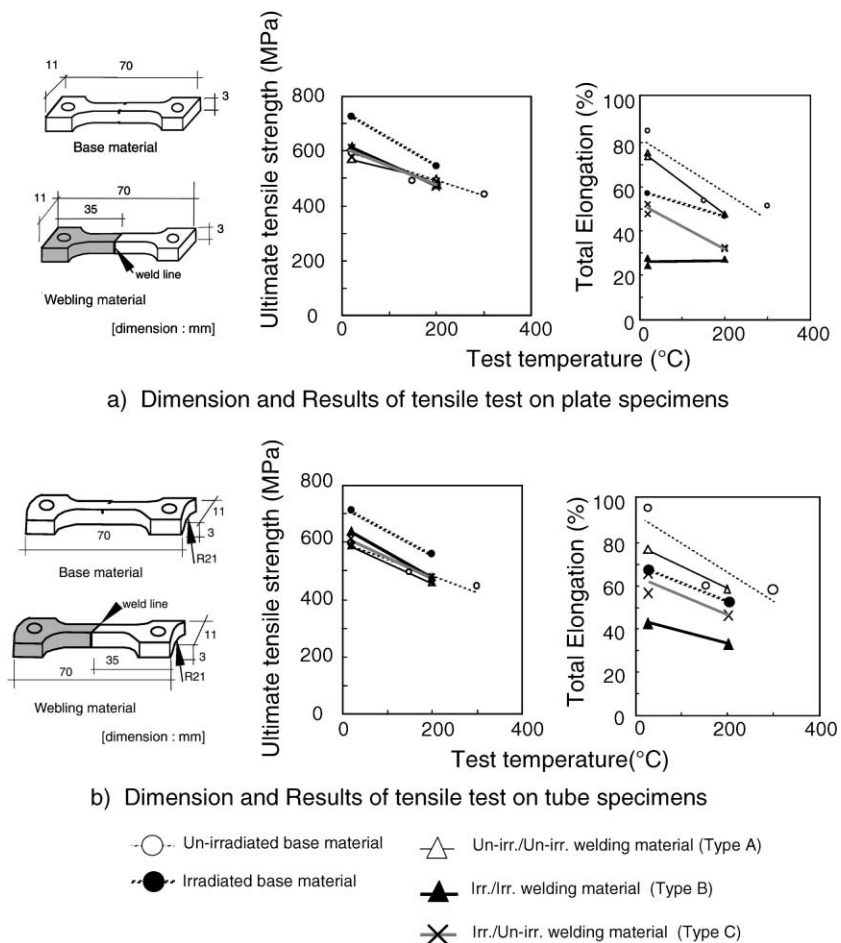 11
70
3
Base material
11
70
35
3
weld line
Webling material
[dimension : mm]
Ultimate tensile strength (MPa)
800
600
400
200
0
0
200
400
Total Elongation (%)
100
80
60
40
20
0
0
200
400
Test temperature (°C)
a) Dimension and Results of tensile test on plate specimens
11
3
70
R21
Base material
weld line
11
3
35
70
R21
Webling material
[dimension : mm]
Ultimate tensile strength (MPa)
800
600
400
200
0
0
200
400
Total Elongation (%)
100
80
60
40
20
0
0
200
400
Test temperature(°C)
b) Dimension and Results of tensile test on tube specimens
Un-irradiated base material
Irradiated base material
Un-irr./Un-irr. welding material (Type A)
Irr./Irr. welding material (Type B)
Irr./Un-irr. welding material (Type C)